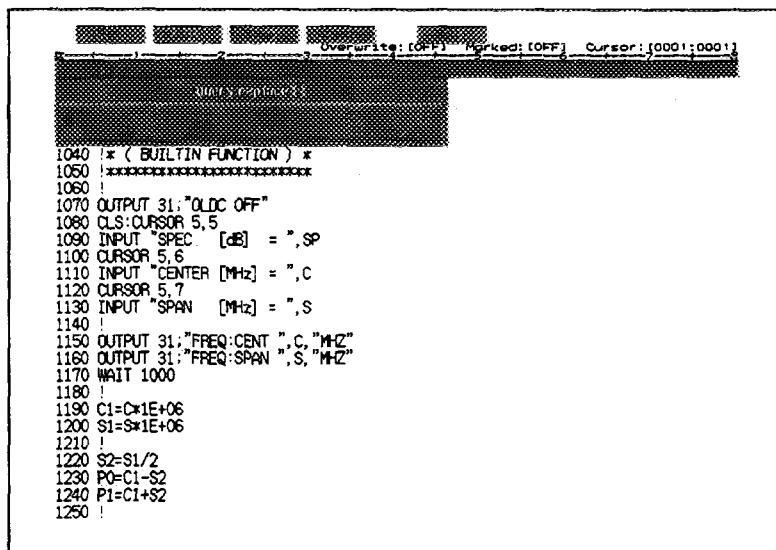 Overwrite:[OFF] Marked:[OFF] Cursor:[0001:0001]
1040 !* ( BUILTIN FUNCTION ) *
1050 !************************
1060 !
1070 OUTPUT 31;"OLDC OFF"
1080 CLS:CURSOR 5,5
1090 INPUT "SPEC   [dB]  = ",SP
1100 CURSOR 5,6
1110 INPUT "CENTER [MHz] = ",C
1120 CURSOR 5,7
1130 INPUT "SPAN   [MHz] = ",S
1140 !
1150 OUTPUT 31;"FREQ:CENT ",C,"MHZ"
1160 OUTPUT 31;"FREQ:SPAN ",S,"MHZ"
1170 WAIT 1000
1180 !
1190 C1=C*1E+06
1200 S1=S*1E+06
1210 !
1220 S2=S1/2
1230 P0=C1-S2
1240 P1=C1+S2
1250 !